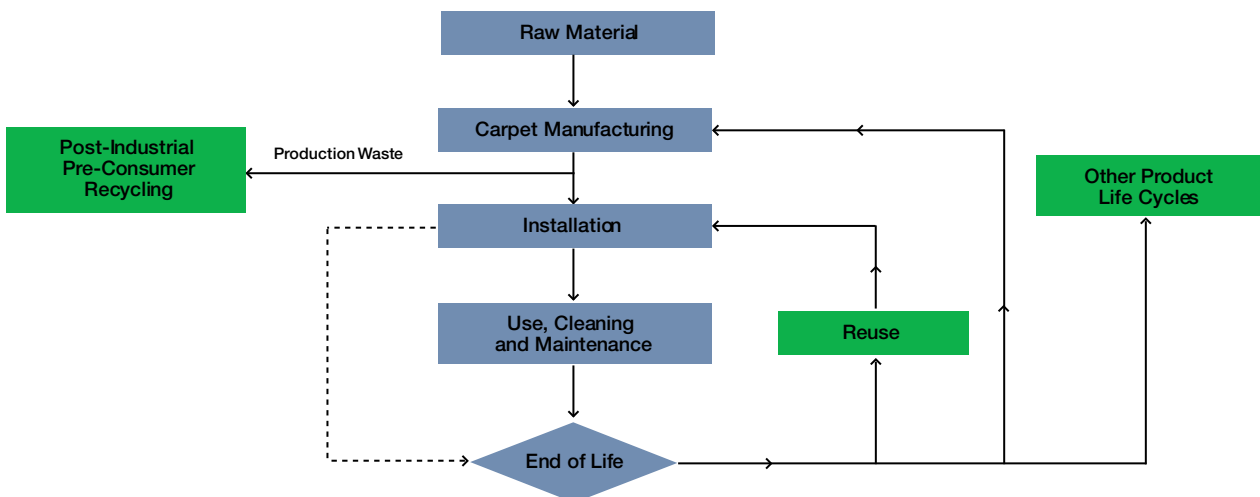 Raw Material
Carpet Manufacturing
Production Waste
Post-Industrial
Pre-Consumer
Recycling
Other Product
Life Cycles
Installation
Use, Cleaning
and Maintenance
Reuse
End of Life